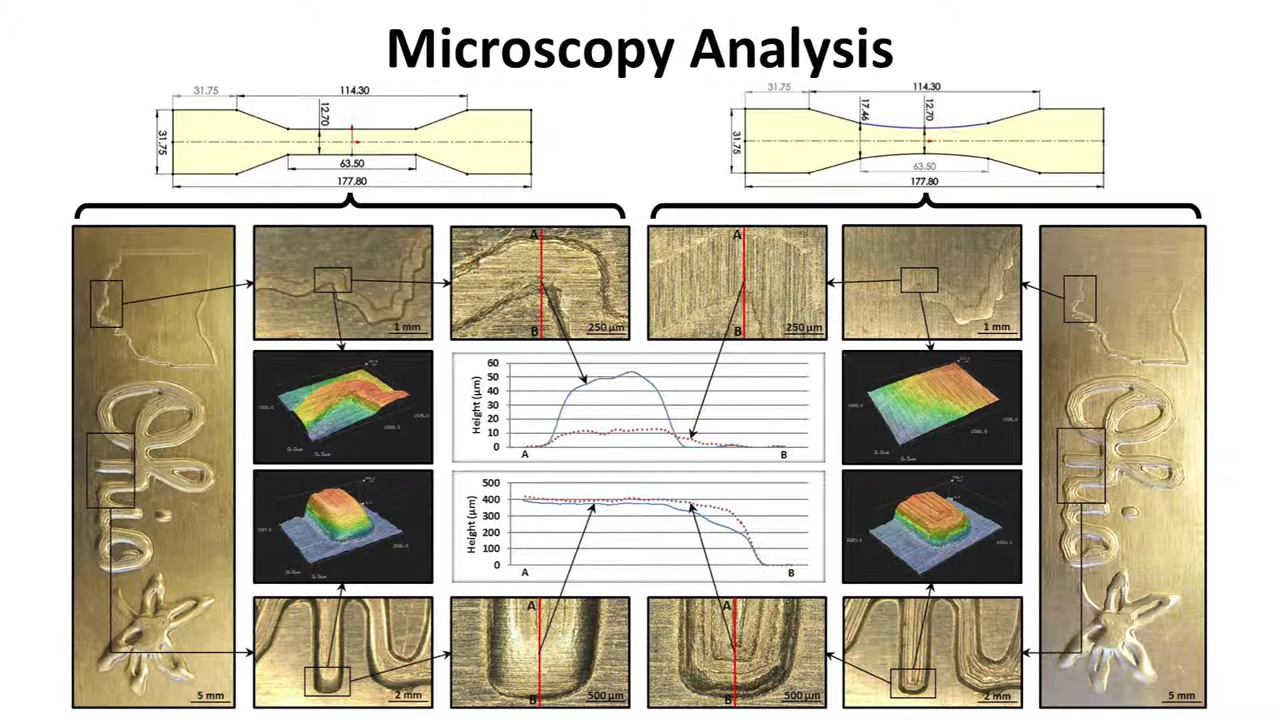 Microscopy Analysis
31.75
114.30
12.70
31.75
63.50
177.80
31.75
114.30
17.46
12.70
31.75
63.50
177.80
Ohio
5 mm
1 mm
A
B
250 µm
A
B
250 µm
1 mm
Ohio
5 mm
Height (µm)
60
50
40
30
20
10
0
A
B
Height (µm)
500
400
300
200
100
0
A
B
2 mm
A
B
500 µm
A
B
500 µm
2 mm